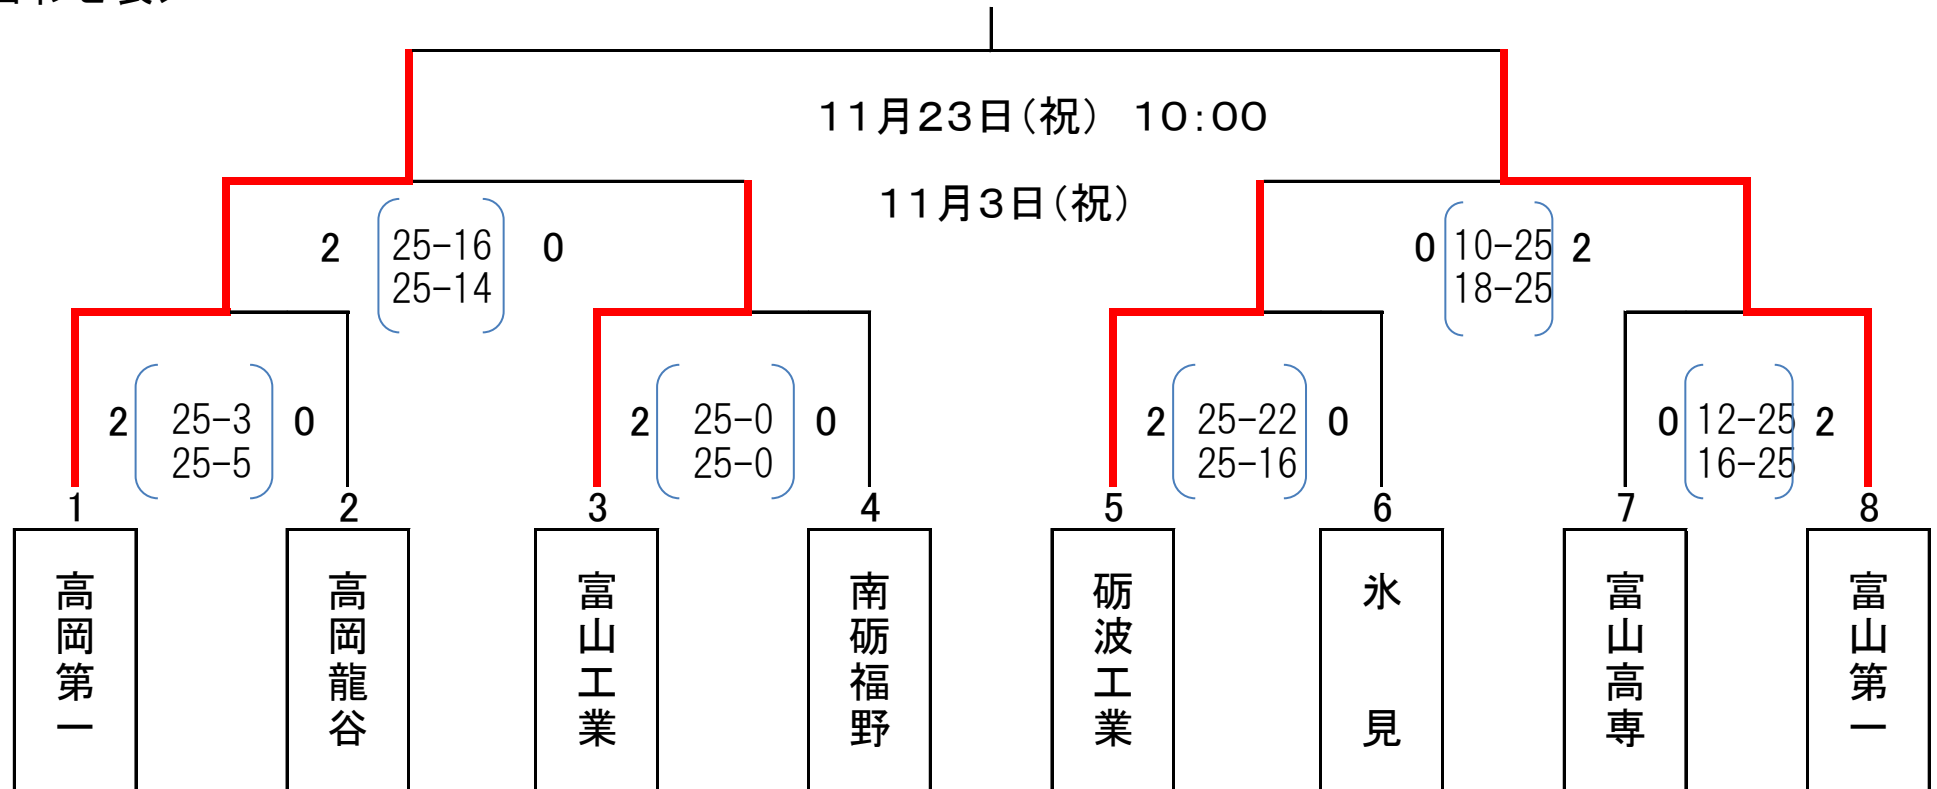 １１月２３日（祝）　１０：００
１１月３日（祝）
2 25-16 0
25-14
0 10-25 2
18-25
2 25-3 0
25-5
2 25-0 0
25-0
2 25-22 0
25-16
0 12-25 2
16-25
1 2 3 4 5 6 7 8
高岡第一
高岡龍谷
富山工業
南砺福野
砺波工業
氷見
富山高専
富山第一